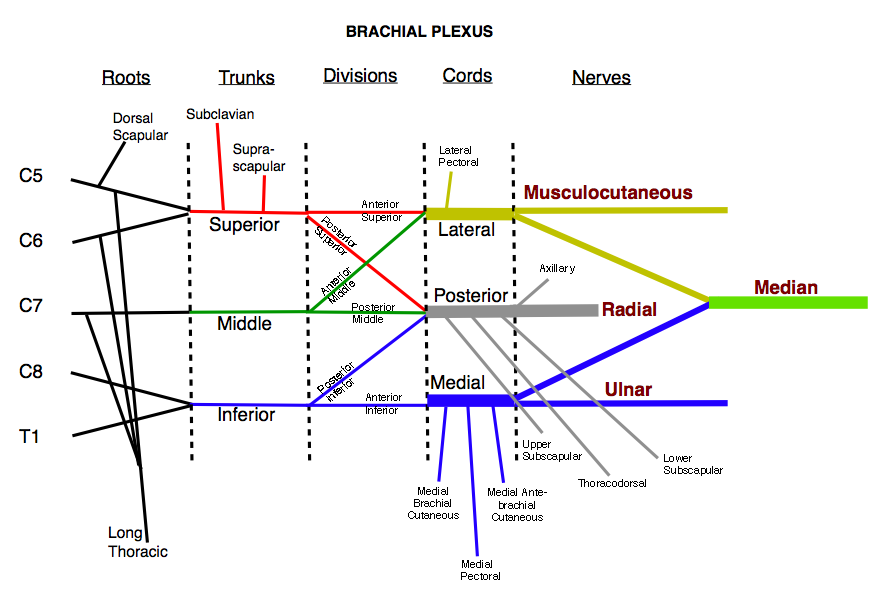 BRACHIAL PLEXUS
Roots
Trunks
Divisions
Cords
Nerves
Dorsal
Scapular
Subclavian
Supra-
scapular
Lateral
Pectoral
C5
C6
C7
C8
T1
Anterior
Superior
Superior
Posterior
Superior
Lateral
Musculocutaneous
Anterior
Middle
Middle
Posterior
Middle
Posterior
Axillary
Radial
Median
Posterior
Inferior
Inferior
Anterior
Inferior
Medial
Ulnar
Upper
Subscapular
Lower
Subscapular
Thoracodorsal
Medial
Brachial
Cutaneous
Medial Ante-
brachial
Cutaneous
Long
Thoracic
Medial
Pectoral